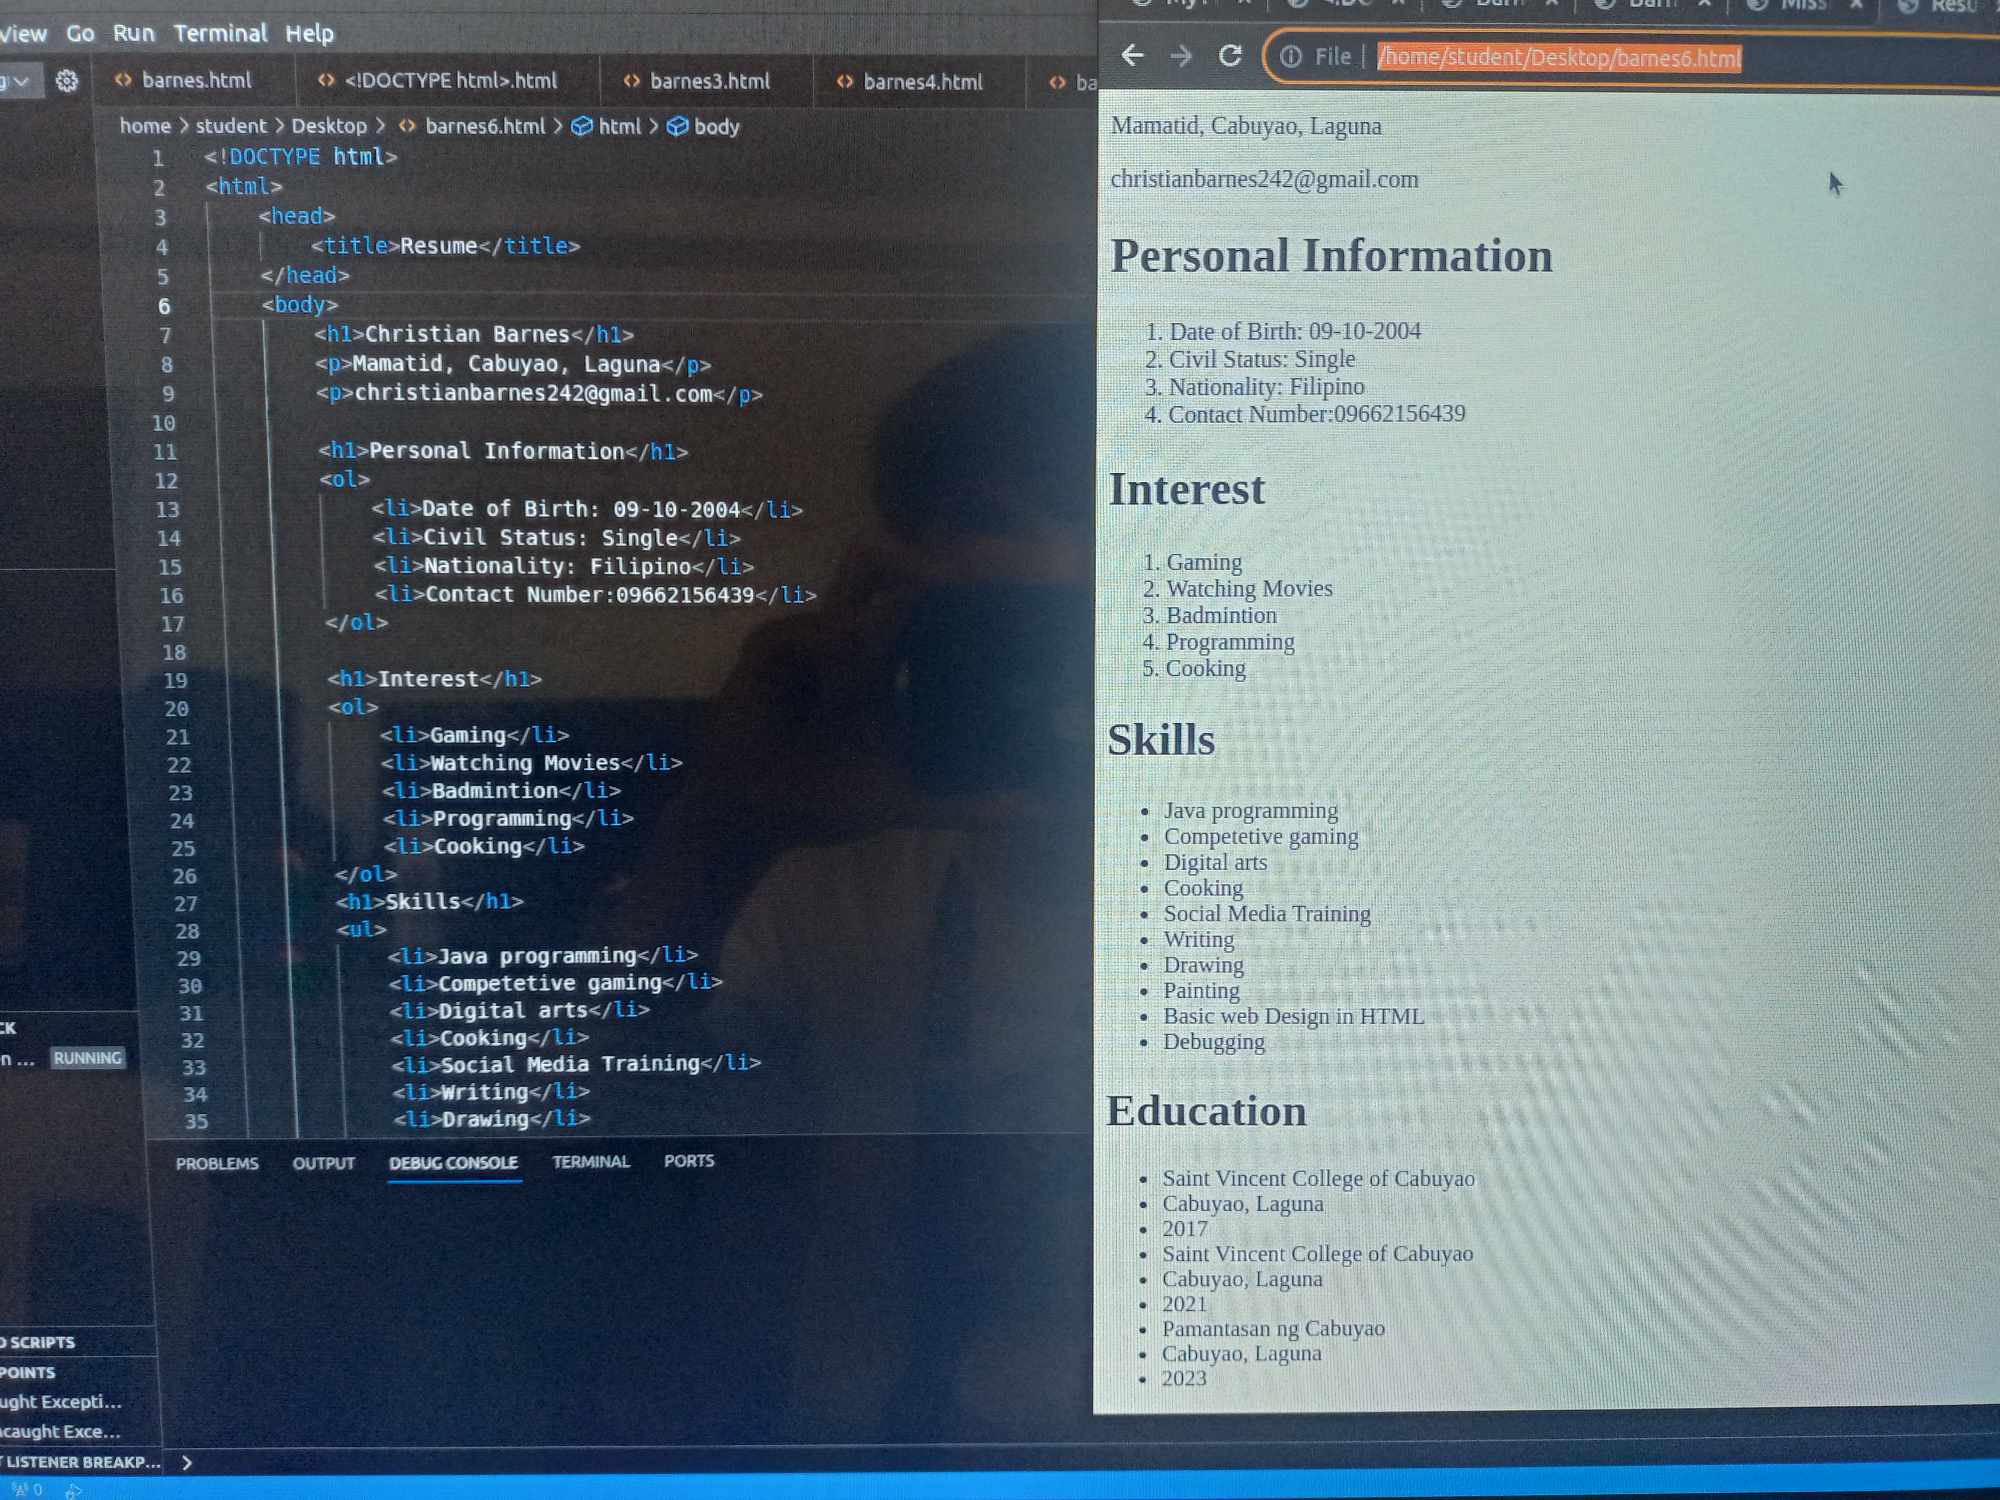 View Go Run Terminal Help
barnes.html <!DOCTYPE html>.html barnes3.html barnes4.html ba
home > student > Desktop > barnes6.html > html > body
1 <!DOCTYPE html>
2 <html>
3 <head>
4 <title>Resume</title>
5 </head>
6 <body>
7 <h1>Christian Barnes</h1>
8 <p>Mamatid, Cabuyao, Laguna</p>
9 <p>christianbarnes242@gmail.com</p>
10
11 <h1>Personal Information</h1>
12 <ol>
13 <li>Date of Birth: 09-10-2004</li>
14 <li>Civil Status: Single</li>
15 <li>Nationality: Filipino</li>
16 <li>Contact Number:09662156439</li>
17 </ol>
18
19 <h1>Interest</h1>
20 <ol>
21 <li>Gaming</li>
22 <li>Watching Movies</li>
23 <li>Badmintion</li>
24 <li>Programming</li>
25 <li>Cooking</li>
26 </ol>
27 <h1>Skills</h1>
28 <ul>
29 <li>Java programming</li>
30 <li>Competetive gaming</li>
31 <li>Digital arts</li>
32 <li>Cooking</li>
33 <li>Social Media Training</li>
34 <li>Writing</li>
35 <li>Drawing</li>
PROBLEMS OUTPUT DEBUG CONSOLE TERMINAL PORTS
CK
n ... RUNNING
SCRIPTS
POINTS
ught Excepti...
caught Exce...
LISTENER BREAKP...
0
File | /home/student/Desktop/barnes6.html
Mamatid, Cabuyao, Laguna
christianbarnes242@gmail.com
Personal Information
1. Date of Birth: 09-10-2004
2. Civil Status: Single
3. Nationality: Filipino
4. Contact Number:09662156439
Interest
1. Gaming
2. Watching Movies
3. Badmintion
4. Programming
5. Cooking
Skills
• Java programming
• Competetive gaming
• Digital arts
• Cooking
• Social Media Training
• Writing
• Drawing
• Painting
• Basic web Design in HTML
• Debugging
Education
• Saint Vincent College of Cabuyao
• Cabuyao, Laguna
• 2017
• Saint Vincent College of Cabuyao
• Cabuyao, Laguna
• 2021
• Pamantasan ng Cabuyao
• Cabuyao, Laguna
• 2023